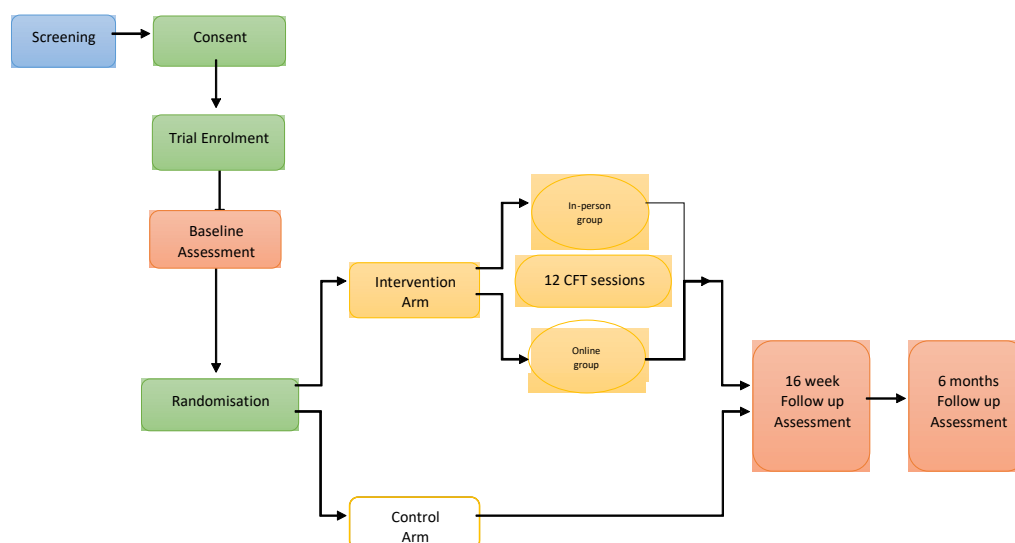 Screening
Consent
Trial Enrolment
Baseline
Assessment
Randomisation
Intervention
Arm
In-person
group
12 CFT sessions
Online
group
Control
Arm
16 week
Follow up
Assessment
6 months
Follow up
Assessment